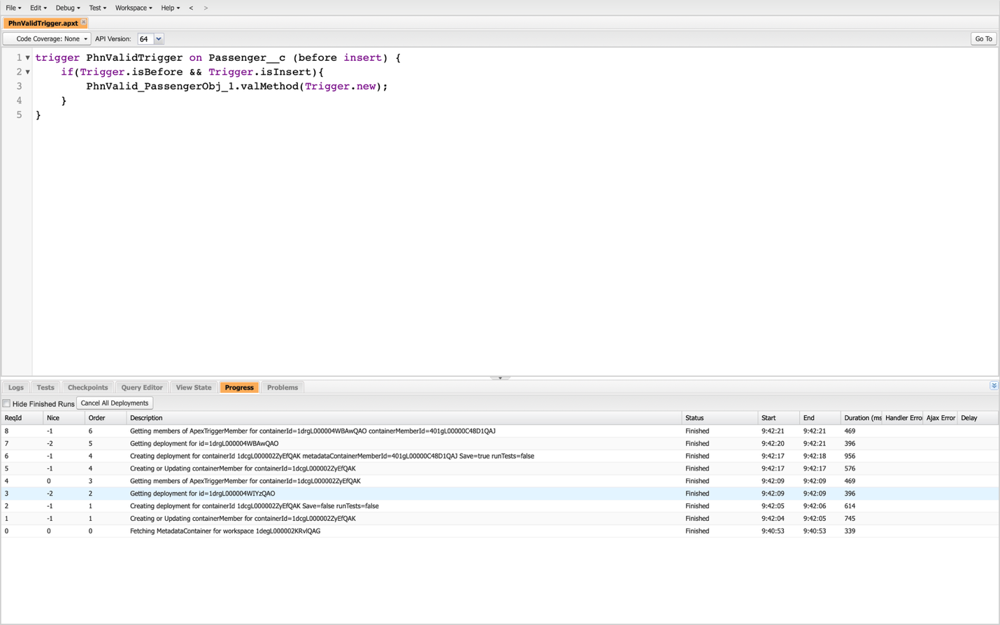 File Edit Debug Test Workspace Help < >
PhnValidTrigger.apxt
Code Coverage: None API Version: 64 Go To
1 trigger PhnValidTrigger on Passenger__c (before insert) {
2 if(Trigger.isBefore && Trigger.isInsert){
3 PhnValid_PassengerObj_1.valMethod(Trigger.new);
4 }
5 }
Logs Tests Checkpoints Query Editor View State Progress Problems
Hide Finished Runs Cancel All Deployments
ReqId Nice Order Description Status Start End Duration (ms Handler Erro Ajax Error Delay
8 -1 6 Getting members of ApexTriggerMember for containerId=1drgL000004WBAwQAO containerMemberId=401gL00000C48D1QAJ Finished 9:42:21 9:42:21 469
7 -2 5 Getting deployment for id=1drgL000004WBAwQAO Finished 9:42:20 9:42:21 396
6 -1 4 Creating deployment for containerId 1dcgL000002ZyEfQAK metadataContainerMemberId=401gL00000C48D1QAJ Save=true runTests=false Finished 9:42:17 9:42:18 956
5 -1 4 Creating or Updating containerMember for containerId=1dcgL000002ZyEfQAK Finished 9:42:17 9:42:17 576
4 0 3 Getting members of ApexTriggerMember for containerId=1dcgL000002ZyEfQAK Finished 9:42:09 9:42:09 469
3 -2 2 Getting deployment for id=1drgL000004WIYzQAO Finished 9:42:09 9:42:09 396
2 -1 1 Creating deployment for containerId 1dcgL000002ZyEfQAK Save=false runTests=false Finished 9:42:05 9:42:06 614
1 -1 1 Creating or Updating containerMember for containerId=1dcgL000002ZyEfQAK Finished 9:42:04 9:42:05 745
0 0 0 Fetching MetadataContainer for workspace 1degL000002KRvlQAG Finished 9:40:53 9:40:53 339